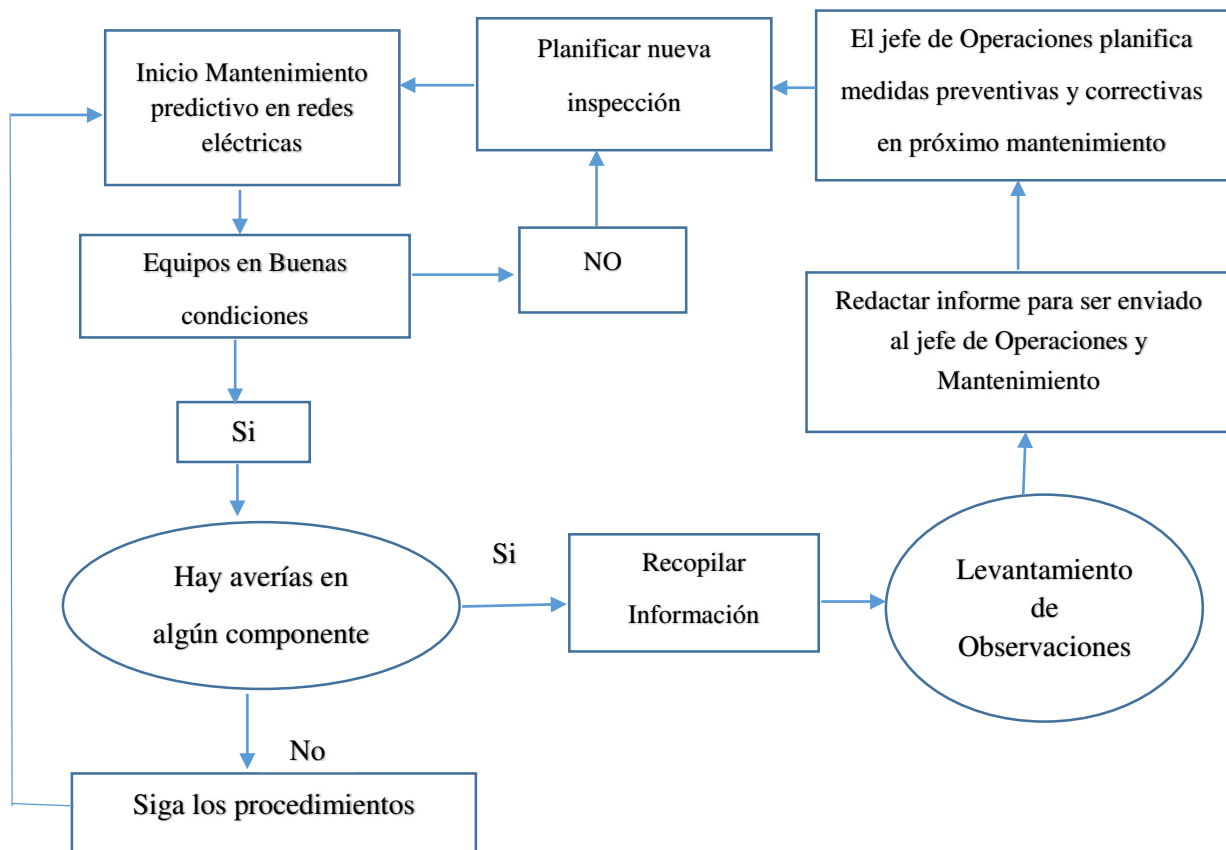 Inicio Mantenimiento
predictivo en redes
eléctricas
Planificar nueva
inspección
El jefe de Operaciones planifica
medidas preventivas y correctivas
en próximo mantenimiento
Equipos en Buenas
condiciones
NO
Redactar informe para ser enviado
al jefe de Operaciones y
Mantenimiento
Si
Hay averías en
algún componente
Si
Recopilar
Información
Levantamiento
de
Observaciones
No
Siga los procedimientos